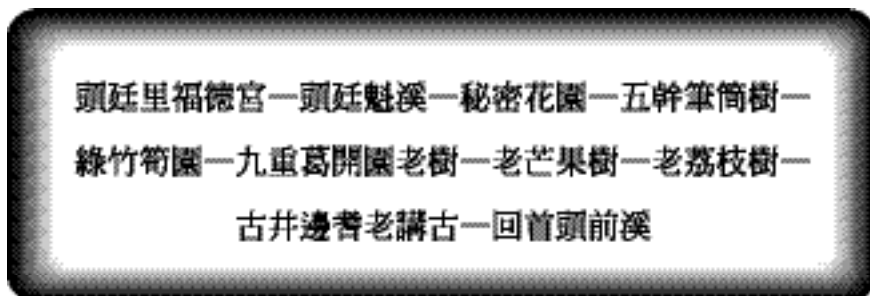 頭廷里福德宮—頭廷魁溪—秘密花園—五幹筆筒樹—
綠竹筍園—九重葛開園老樹—老芒果樹—老荔枝樹—
古井邊耆老講古—回首頭前溪